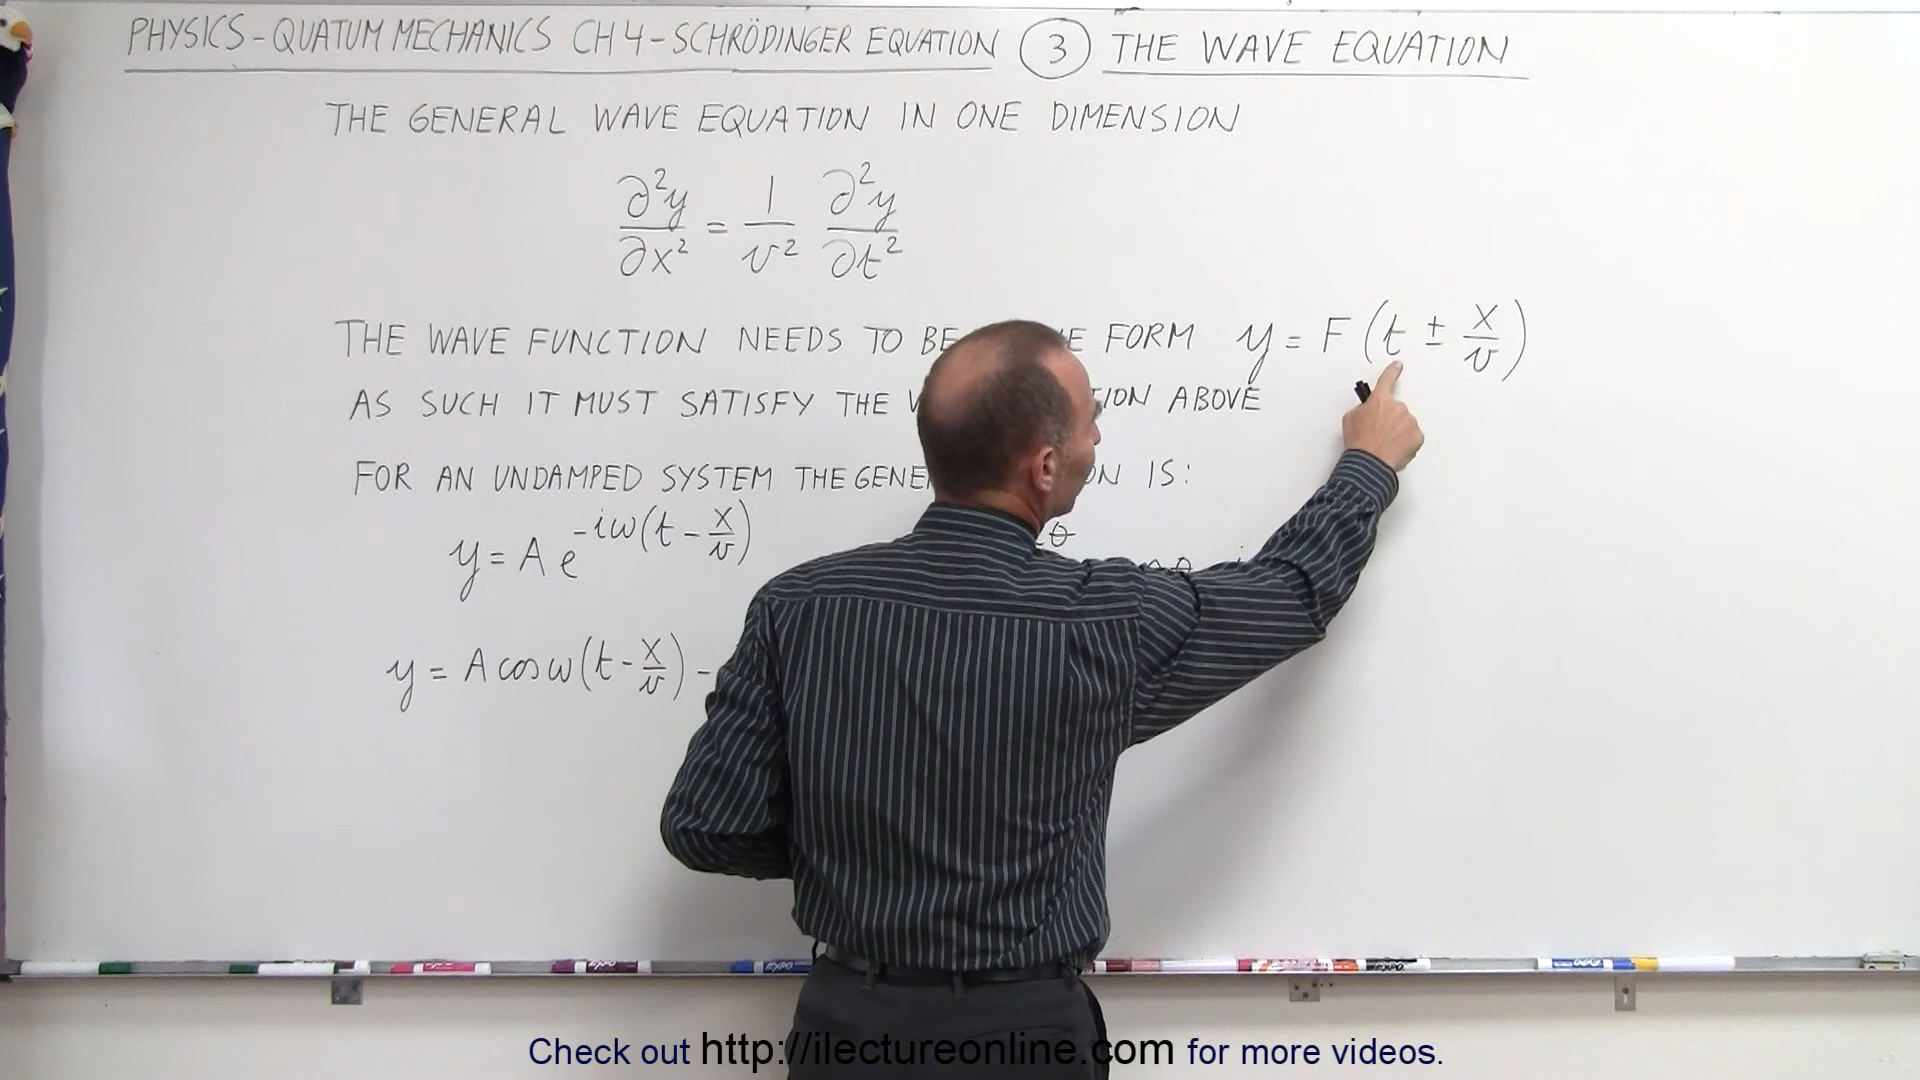 PHYSICS - QUATUM MECHANICS CH 4 - SCHRÖDINGER EQUATION ③ THE WAVE EQUATION
THE GENERAL WAVE EQUATION IN ONE DIMENSION
∂²y/∂x² = 1/v² ∂²y/∂t²
THE WAVE FUNCTION NEEDS TO BE FORM y = F(t ± x/v)
AS SUCH IT MUST SATISFY THE ABOVE
FOR AN UNDAMPED SYSTEM THE IS:
y = A e^{-iω(t - x/v)}
y = A cos ω(t - x/v) -
EXPO
Check out http://ilectureonline.com for more videos.